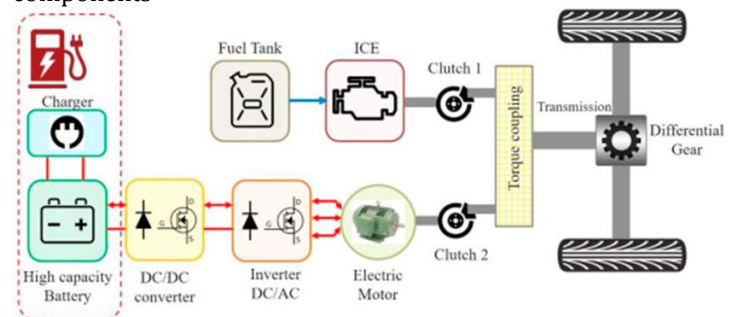 components
Fuel Tank
ICE
Clutch 1
Charger
Torque coupling
Transmission
Differential
Gear
D
G
S
D
G
S
High capacity
Battery
DC/DC
converter
Inverter
DC/AC
Electric
Motor
Clutch 2